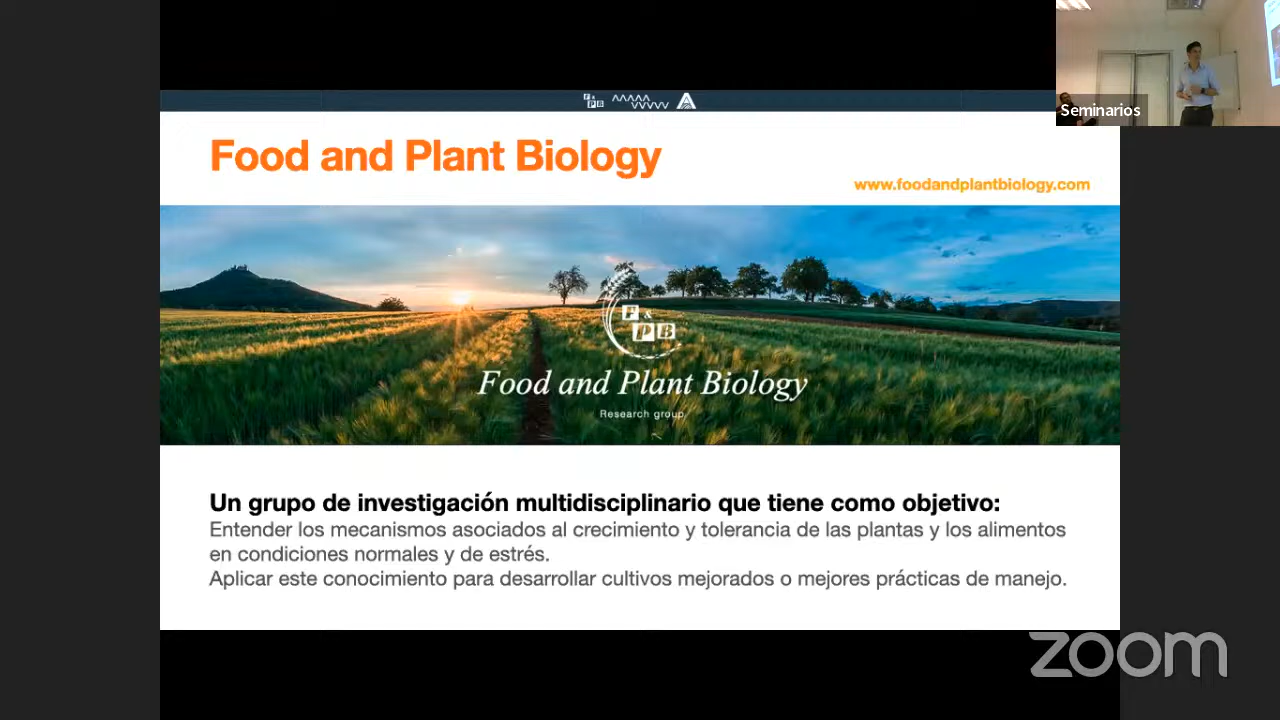 Seminarios
F&
PB
Food and Plant Biology
www.foodandplantbiology.com
F &
P B
Food and Plant Biology
Research group
Un grupo de investigación multidisciplinario que tiene como objetivo:
Entender los mecanismos asociados al crecimiento y tolerancia de las plantas y los alimentos
en condiciones normales y de estrés.
Aplicar este conocimiento para desarrollar cultivos mejorados o mejores prácticas de manejo.
zoom